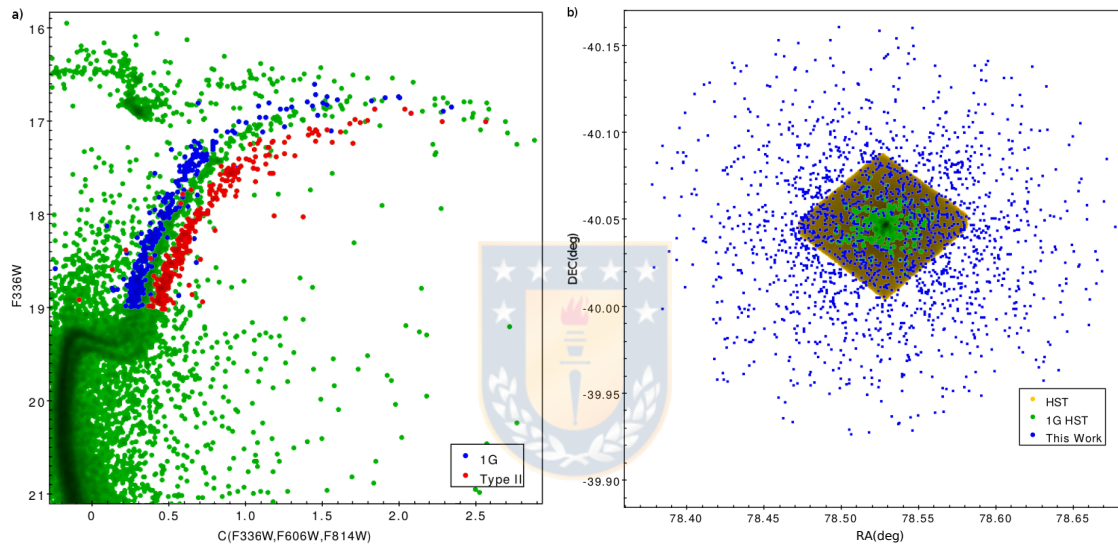 a)
16
17
18
19
20
21
F336W
0
0.5
1.0
1.5
2.0
2.5
C(F336W,F606W,F814W)
1G
Type II
b)
-40.15
-40.10
-40.05
-40.00
-39.95
-39.90
DEC(deg)
78.40
78.45
78.50
78.55
78.60
78.65
RA(deg)
HST
1G HST
This Work